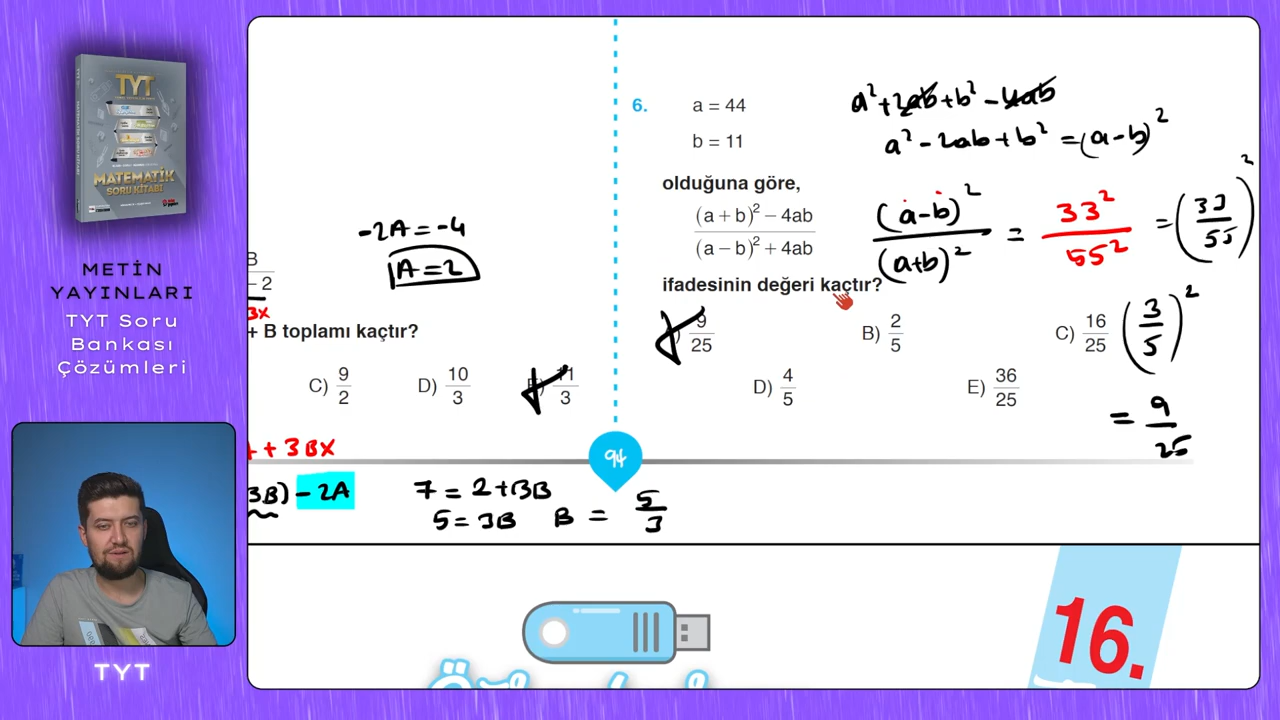 TYT
MATEMATİK
SORU KİTABI
METİN
YAYINLARI
TYT Soru
Bankası
Çözümleri
TYT
-2A = -4
A = 2
B
-2
BX
+ B toplamı kaçtır?
C) 9/2
D) 10/3
E) 11/3
+ 3BX
3B) - 2A
7 = 2 + 3B
5 = 3B B = 5/3
6. a = 44
b = 11
olduğuna göre,
(a + b)² − 4ab
(a − b)² + 4ab
ifadesinin değeri kaçtır?
a² + 2ab + b² - 4ab
a² - 2ab + b² = (a-b)²
(a-b)²/(a+b)² = 33²/55² = (33/55)²
A) 9/25
B) 2/5
C) 16/25
(3/5)²
D) 4/5
E) 36/25
= 9/25
94
16.